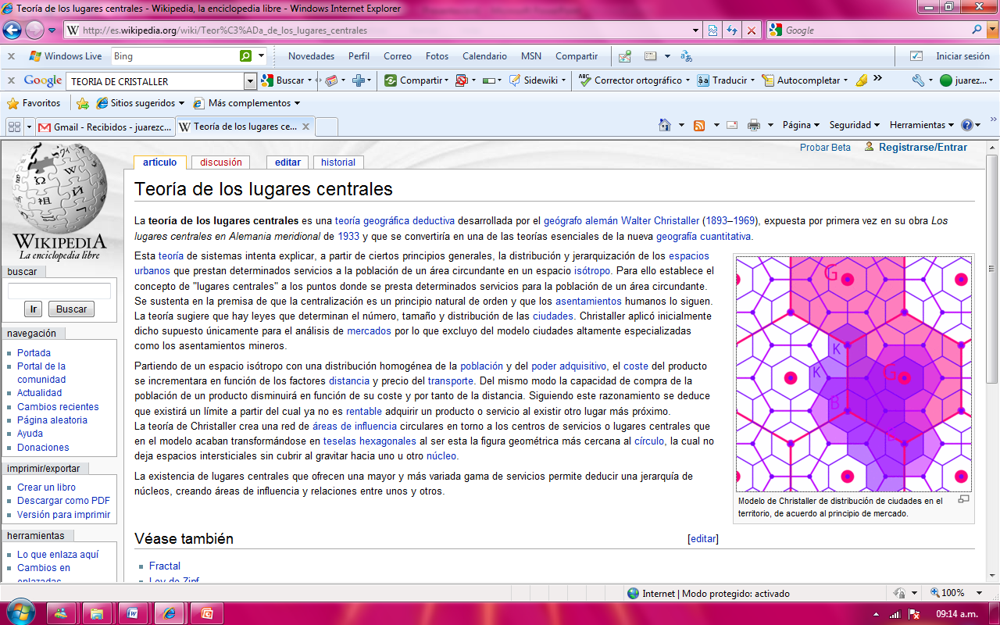 Teoría de los lugares centrales - Wikipedia, la enciclopedia libre - Windows Internet Explorer
http://es.wikipedia.org/wiki/Teor%C3%ADa_de_los_lugares_centrales
Google
Windows Live Bing Novedades Perfil Correo Fotos Calendario MSN Compartir Iniciar sesión
Google TEORIA DE CRISTALLER Buscar Compartir Sidewiki Corrector ortográfico Traducir Autocompletar juarez...
Favoritos Sitios sugeridos Más complementos
Gmail - Recibidos - juarezc... Teoría de los lugares ce... Página Seguridad Herramientas
Probar Beta Registrarse/Entrar
artículo discusión editar historial
WIKIPEDIA
La enciclopedia libre
buscar
Ir Buscar
navegación
Portada
Portal de la
comunidad
Actualidad
Cambios recientes
Página aleatoria
Ayuda
Donaciones
imprimir/exportar
Crear un libro
Descargar como PDF
Versión para imprimir
herramientas
Lo que enlaza aquí
Cambios en
enlazadas
Teoría de los lugares centrales
La teoría de los lugares centrales es una teoría geográfica deductiva desarrollada por el geógrafo alemán Walter Christaller (1893–1969), expuesta por primera vez en su obra Los
lugares centrales en Alemania meridional de 1933 y que se convertiría en una de las teorías esenciales de la nueva geografía cuantitativa.
Esta teoría de sistemas intenta explicar, a partir de ciertos principios generales, la distribución y jerarquización de los espacios
urbanos que prestan determinados servicios a la población de un área circundante en un espacio isótropo. Para ello establece el
concepto de "lugares centrales" a los puntos donde se presta determinados servicios para la población de un área circundante.
Se sustenta en la premisa de que la centralización es un principio natural de orden y que los asentamientos humanos lo siguen.
La teoría sugiere que hay leyes que determinan el número, tamaño y distribución de las ciudades. Christaller aplicó inicialmente
dicho supuesto únicamente para el análisis de mercados por lo que excluyo del modelo ciudades altamente especializadas
como los asentamientos mineros.
Partiendo de un espacio isótropo con una distribución homogénea de la población y del poder adquisitivo, el coste del producto
se incrementara en función de los factores distancia y precio del transporte. Del mismo modo la capacidad de compra de la
población de un producto disminuirá en función de su coste y por tanto de la distancia. Siguiendo este razonamiento se deduce
que existirá un límite a partir del cual ya no es rentable adquirir un producto o servicio al existir otro lugar más próximo.
La teoría de Christaller crea una red de áreas de influencia circulares en torno a los centros de servicios o lugares centrales que
en el modelo acaban transformándose en teselas hexagonales al ser esta la figura geométrica más cercana al círculo, la cual no
deja espacios intersticiales sin cubrir al gravitar hacia uno u otro núcleo.
La existencia de lugares centrales que ofrecen una mayor y más variada gama de servicios permite deducir una jerarquía de
núcleos, creando áreas de influencia y relaciones entre unos y otros.
G
K
K
G
B
Modelo de Christaller de distribución de ciudades en el
territorio, de acuerdo al principio de mercado.
Véase también [editar]
Fractal
Ley de Zipf
Internet | Modo protegido: activado 100%
09:14 a.m.